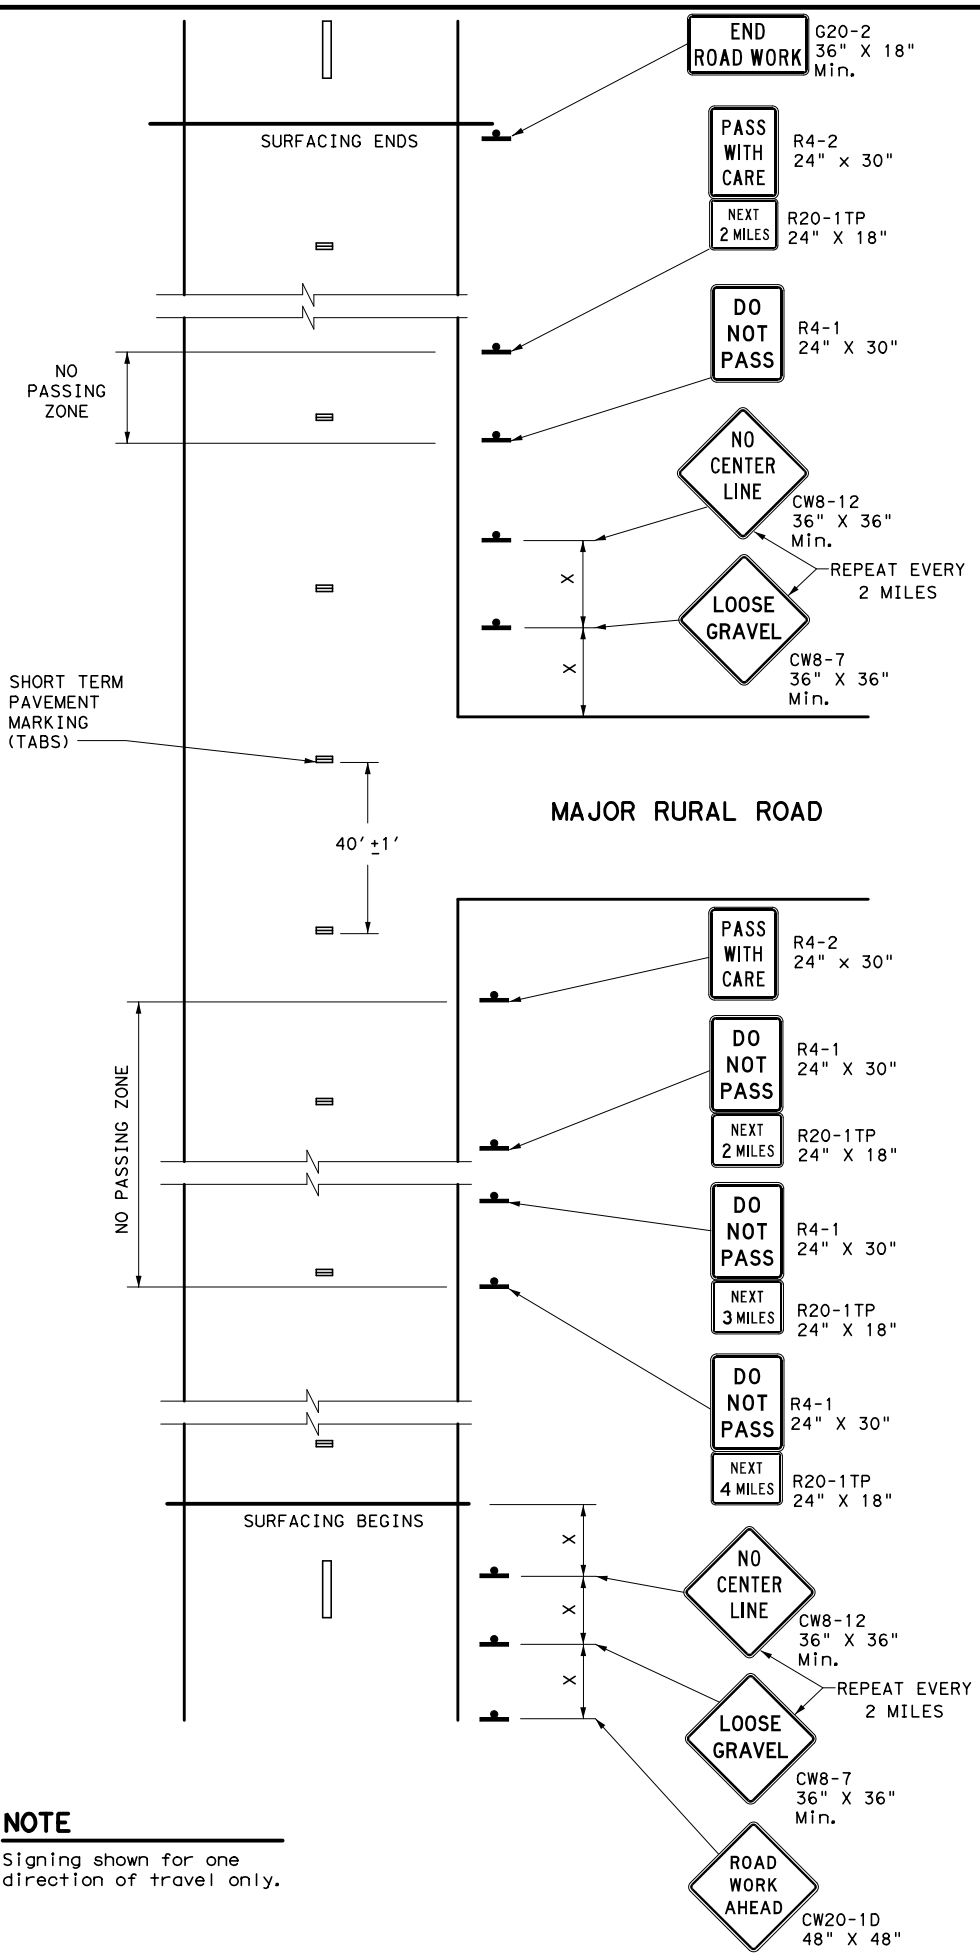 END
ROAD WORK
G20-2
36" X 18"
Min.
SURFACING ENDS
PASS
WITH
CARE
R4-2
24" x 30"
NEXT
2 MILES
R20-1TP
24" X 18"
DO
NOT
PASS
R4-1
24" X 30"
NO
PASSING
ZONE
NO
CENTER
LINE
CW8-12
36" X 36"
Min.
REPEAT EVERY
2 MILES
X
LOOSE
GRAVEL
CW8-7
36" X 36"
Min.
X
SHORT TERM
PAVEMENT
MARKING
(TABS)
MAJOR RURAL ROAD
40' ±1'
PASS
WITH
CARE
R4-2
24" x 30"
DO
NOT
PASS
R4-1
24" X 30"
NEXT
2 MILES
R20-1TP
24" X 18"
NO PASSING ZONE
DO
NOT
PASS
R4-1
24" X 30"
NEXT
3 MILES
R20-1TP
24" X 18"
DO
NOT
PASS
R4-1
24" X 30"
NEXT
4 MILES
R20-1TP
24" X 18"
SURFACING BEGINS
X
NO
CENTER
LINE
CW8-12
36" X 36"
Min.
X
REPEAT EVERY
2 MILES
X
LOOSE
GRAVEL
CW8-7
36" X 36"
Min.
NOTE
Signing shown for one
direction of travel only.
ROAD
WORK
AHEAD
CW20-1D
48" X 48"